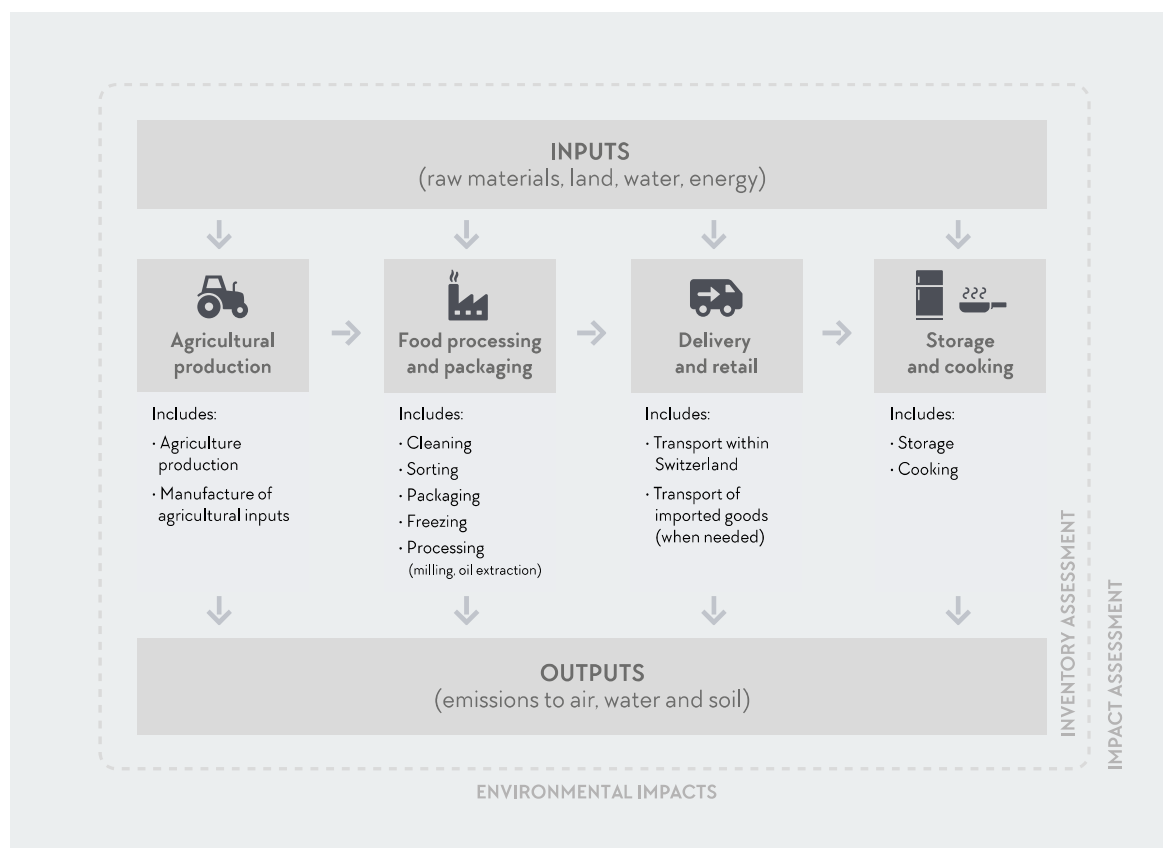 INPUTS
(raw materials, land, water, energy)
Agricultural
production
Food processing
and packaging
Delivery
and retail
Storage
and cooking
Includes:
· Agriculture
production
· Manufacture of
agricultural inputs
Includes:
· Cleaning
· Sorting
· Packaging
· Freezing
· Processing
(milling, oil extraction)
Includes:
· Transport within
Switzerland
· Transport of
imported goods
(when needed)
Includes:
· Storage
· Cooking
OUTPUTS
(emissions to air, water and soil)
INVENTORY ASSESSMENT
IMPACT ASSESSMENT
ENVIRONMENTAL IMPACTS